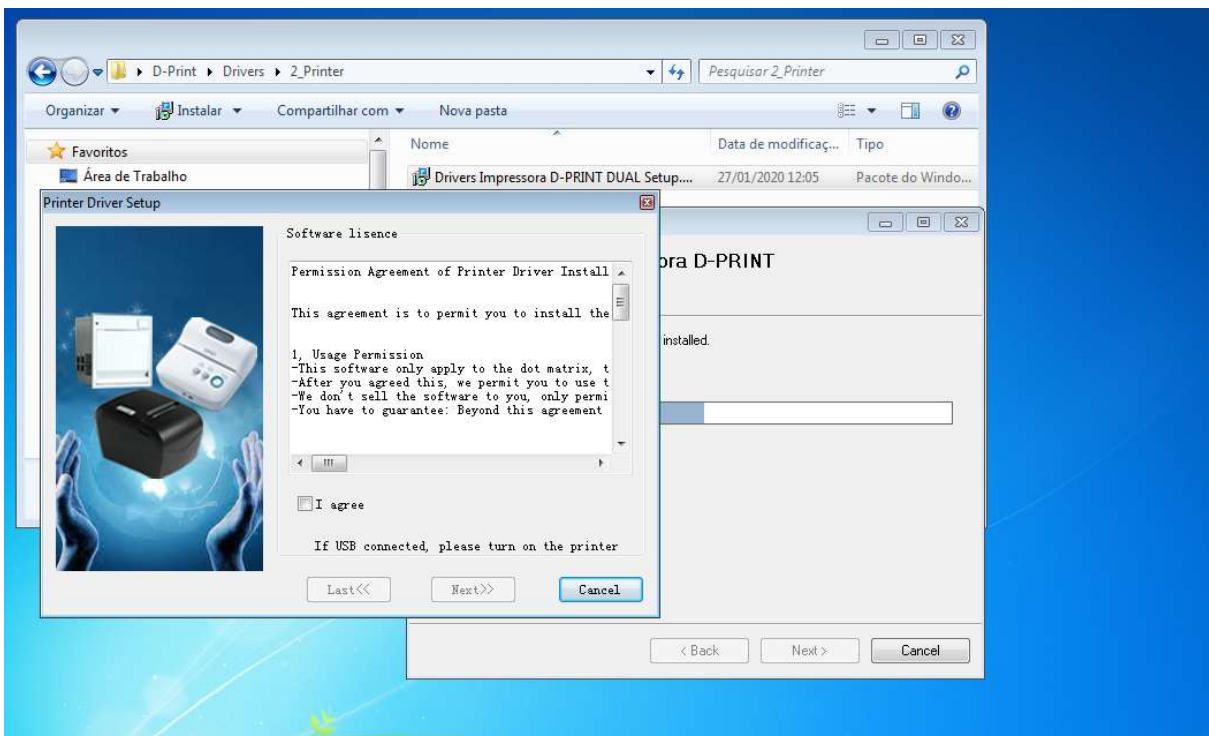 D-Print ▸ Drivers ▸ 2_Printer
Pesquisar 2_Printer
Organizar
Instalar
Compartilhar com
Nova pasta
Favoritos
Área de Trabalho
Nome
Data de modificaç...
Tipo
Drivers Impressora D-PRINT DUAL Setup....
27/01/2020 12:05
Pacote do Windo...
Printer Driver Setup
Software lisence
Permission Agreement of Printer Driver Install
This agreement is to permit you to install the
1, Usage Permission
-This software only apply to the dot matrix, t
-After you agreed this, we permit you to use t
-We don't sell the software to you, only permi
-You have to guarantee: Beyond this agreement
I agree
If USB connected, please turn on the printer
Last<<
Next>>
Cancel
ora D-PRINT
installed.
< Back
Next >
Cancel